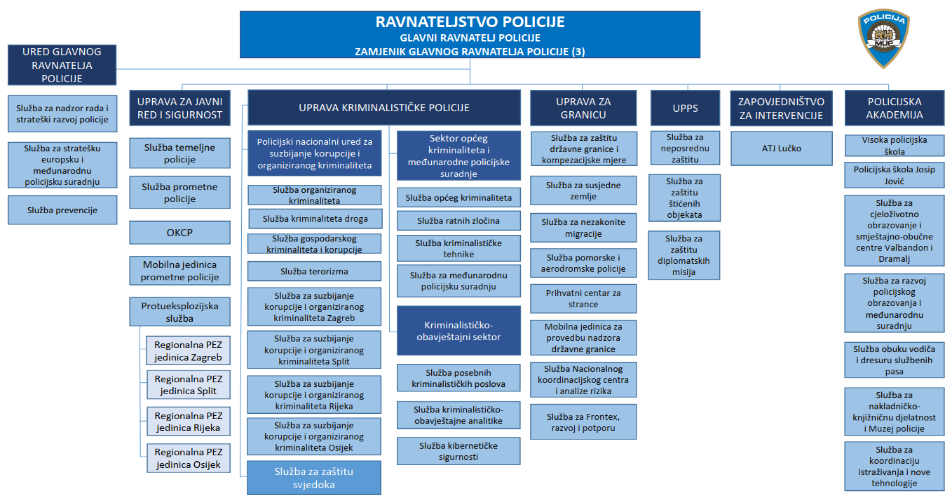 RAVNATELJSTVO POLICIJE
GLAVNI RAVNATELJ POLICIJE
ZAMJENIK GLAVNOG RAVNATELJA POLICIJE (3)
POLICIJA
MUP
URED GLAVNOG
RAVNATELJA
POLICIJE
Služba za nadzor rada i
strateški razvoj policije
Služba za stratešku
europsku i
međunarodnu
policijsku suradnju
Služba prevencije
UPRAVA ZA JAVNI
RED I SIGURNOST
Služba temeljne
policije
Služba prometne
policije
OKCP
Mobilna jedinica
prometne policije
Protueksplozijska
služba
Regionalna PEZ
jedinica Zagreb
Regionalna PEZ
jedinica Split
Regionalna PEZ
jedinica Rijeka
Regionalna PEZ
jedinica Osijek
UPRAVA KRIMINALISTIČKE POLICIJE
Policijski nacionalni ured za
suzbijanje korupcije i
organiziranog kriminaliteta
Služba organiziranog
kriminaliteta
Služba kriminaliteta droga
Služba gospodarskog
kriminaliteta i korupcije
Služba terorizma
Služba za suzbijanje
korupcije i organiziranog
kriminaliteta Zagreb
Služba za suzbijanje
korupcije i organiziranog
kriminaliteta Split
Služba za suzbijanje
korupcije i organiziranog
kriminaliteta Rijeka
Služba za suzbijanje
korupcije i organiziranog
kriminaliteta Osijek
Služba za zaštitu
svjedoka
Sektor općeg
kriminaliteta i
međunarodne policijske
suradnje
Služba općeg kriminaliteta
Služba ratnih zločina
Služba kriminalističke
tehnike
Služba za međunarodnu
policijsku suradnju
Kriminalističko-
obavještajni sektor
Služba posebnih
kriminalističkih poslova
Služba kriminalističko-
obavještajne analitike
Služba kibernetičke
sigurnosti
UPRAVA ZA
GRANICU
Služba za zaštitu
državne granice i
kompezacijske mjere
Služba za susjedne
zemlje
Služba za nezakonite
migracije
Služba pomorske i
aerodromske policije
Prihvatni centar za
strance
Mobilna jedinica za
provedbu nadzora
državne granice
Služba Nacionalnog
koordinacijskog centra
i analize rizika
Služba za Frontex,
razvoj i potporu
UPPS
Služba za
neposrednu
zaštitu
Služba za
zaštitu
štićenih
objekata
Služba za
zaštitu
diplomatskih
misija
ZAPOVJEDNIŠTVO
ZA INTERVENCIJE
ATJ Lučko
POLICIJSKA
AKADEMIJA
Visoka policijska
škola
Policijska škola Josip
Jović
Služba za
cjeloživotno
obrazovanje i
smještajno-obučne
centre Valbandon i
Dramalj
Služba za razvoj
policijskog
obrazovanja i
međunarodnu
suradnju
Služba obuku vodiča i
dresuru službenih
pasa
Služba za
nakladničko-
knjižničnu djelatnost
i Muzej policije
Služba za
koordinaciju
istraživanja i nove
tehnologije